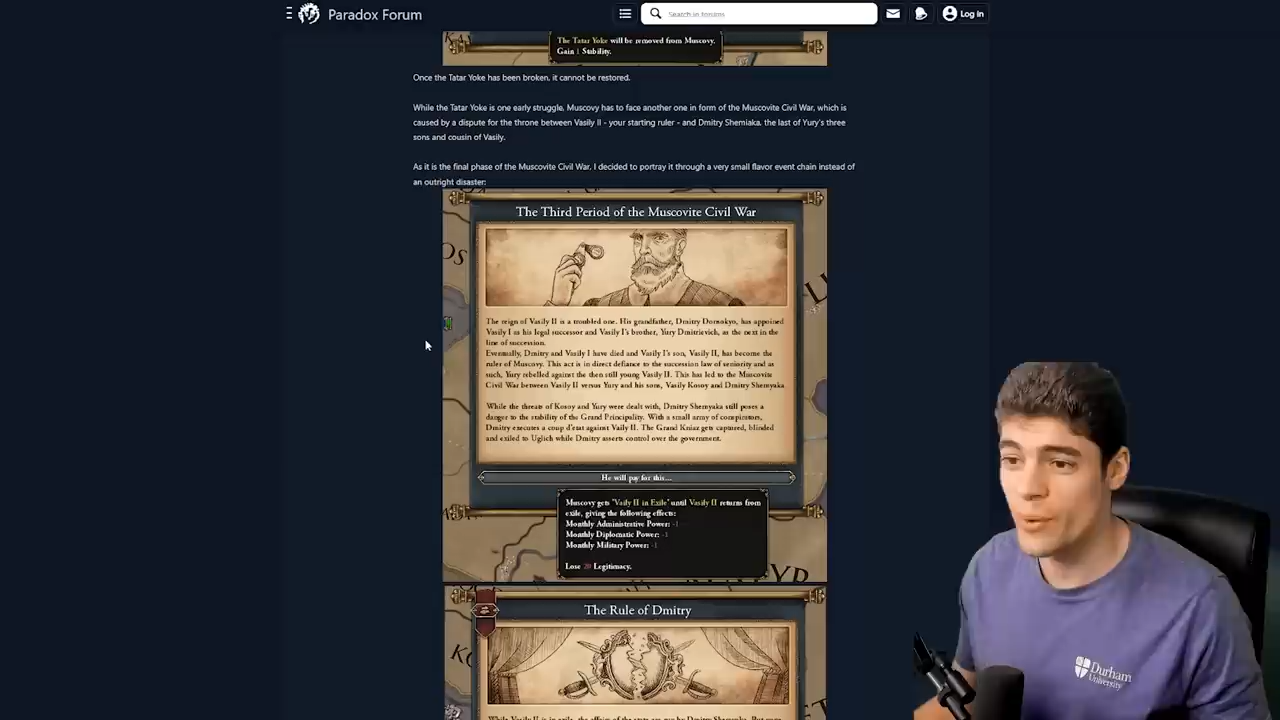 Paradox Forum
Search in forums
Log in
The Tatar Yoke will be removed from Muscovy.
Gain 1 Stability.
Once the Tatar Yoke has been broken, it cannot be restored.
While the Tatar Yoke is one early struggle, Muscovy has to face another one in form of the Muscovite Civil War, which is
caused by a dispute for the throne between Vasily II - your starting ruler - and Dmitry Shemiaka, the last of Yury's three
sons and cousin of Vasily.
As it is the final phase of the Muscovite Civil War, I decided to portray it through a very small flavor event chain instead of
an outright disaster:
The Third Period of the Muscovite Civil War
The reign of Vasily II is a troubled one. His grandfather, Dmitry Donskoyo, has appoined
Vasily I as his legal successor and Vasily I's brother, Yury Dmitrievich, as the next in the
line of succession.
Eventually, Dmitry and Vasily I have died and Vasily I's son, Vasily II, has become the
ruler of Muscovy. This act is in direct defiance to the succession law of seniority and as
such, Yury rebelled against the then still young Vasily II. This has led to the Muscovite
Civil War between Vasily II versus Yury and his sons, Vasily Kosoy and Dmitry Shemyaka.
While the threats of Kosoy and Yury were dealt with, Dmitry Shemyaka still poses a
danger to the stability of the Grand Principality. With a small array of conspirators,
Dmitry executes a coup d'etat against Vaily II. The Grand Kniaz gets captured, blinded
and exiled to Uglich while Dmitry asserts control over the government.
He will pay for this...
Muscovy gets "Vaily II in Exile" until Vasily II returns from
exile, giving the following effects:
Monthly Administrative Power: -1
Monthly Diplomatic Power: -1
Monthly Military Power: -1
Lose 20 Legitimacy.
The Rule of Dmitry
Durham
University